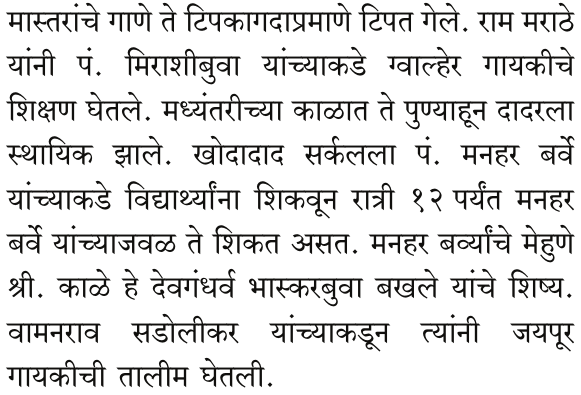 मास्तरांचे गाणे ते टिपकागदाप्रमाणे टिपत गेले. राम मराठे
यांनी पं. मिराशीबुवा यांच्याकडे ग्वाल्हेर गायकीचे
शिक्षण घेतले. मध्यंतरीच्या काळात ते पुण्याहून दादरला
स्थायिक झाले. खोदादाद सर्कलला पं. मनहर बर्वे
यांच्याकडे विद्यार्थ्यांना शिकवून रात्री १२ पर्यंत मनहर
बर्वे यांच्याजवळ ते शिकत असत. मनहर बर्व्यांचे मेहुणे
श्री. काळे हे देवगंधर्व भास्करबुवा बखले यांचे शिष्य.
वामनराव सडोलीकर यांच्याकडून त्यांनी जयपूर
गायकीची तालीम घेतली.